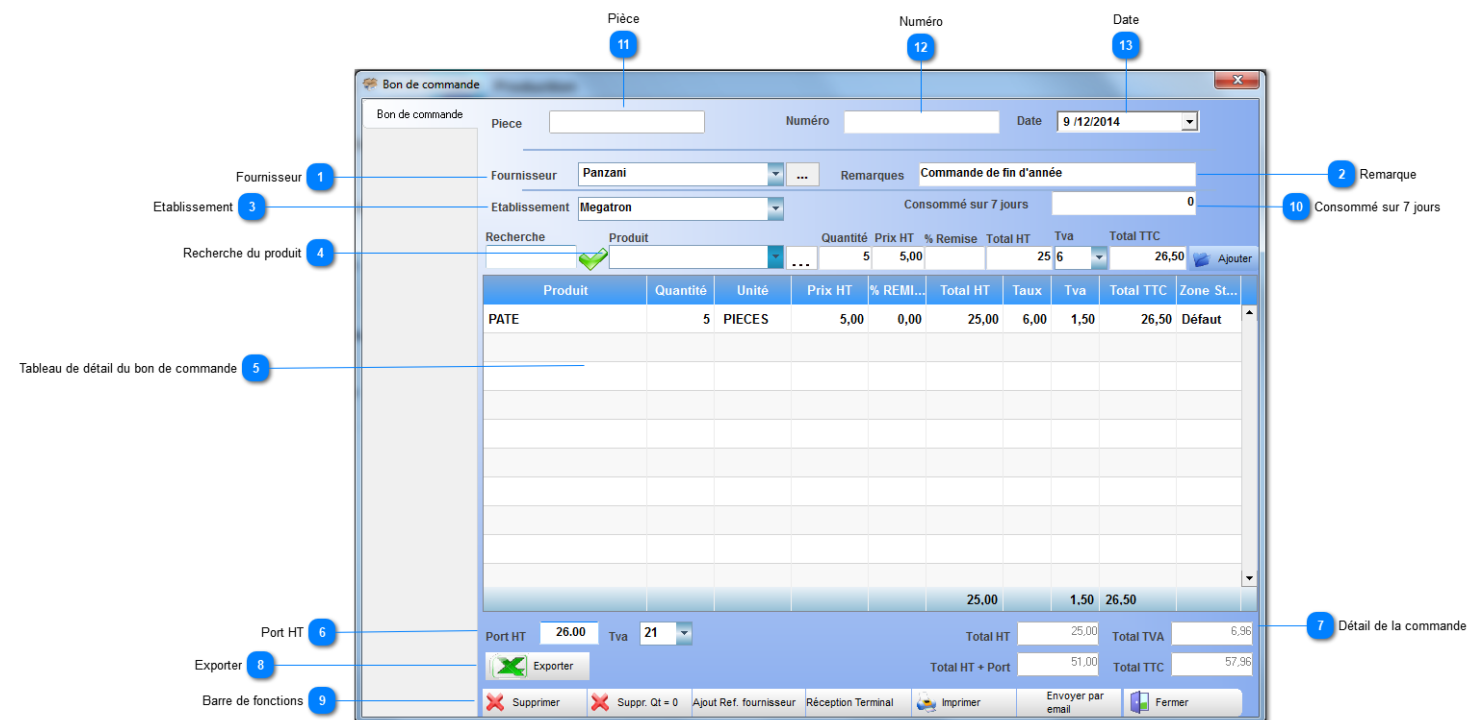 Pièce
Numéro
Date
11
12
13
Bon de commande
Bon de commande
Piece
Numéro
Date
9 /12/2014
Fournisseur
1
Fournisseur
Panzani
...
Remarques
Commande de fin d'année
2
Remarque
Etablissement
3
Etablissement
Megatron
Consommé sur 7 jours
0
10
Consommé sur 7 jours
Recherche
Produit
Quantité
Prix HT
% Remise
Total HT
Tva
Total TTC
Recherche du produit
4
...
5
5,00
25
6
26,50
Ajouter
Produit
Quantité
Unité
Prix HT
% REMI...
Total HT
Taux
Tva
Total TTC
Zone St...
PATE
5
PIECES
5,00
0,00
25,00
6,00
1,50
26,50
Défaut
Tableau de détail du bon de commande
5
25,00
1,50
26,50
Port HT
6
Port HT
26.00
Tva
21
Total HT
25,00
Total TVA
6,96
7
Détail de la commande
Exporter
8
Exporter
Total HT + Port
51,00
Total TTC
57,96
Barre de fonctions
9
Supprimer
Suppr. Qt = 0
Ajout Ref. fournisseur
Réception Terminal
Imprimer
Envoyer par
email
Fermer